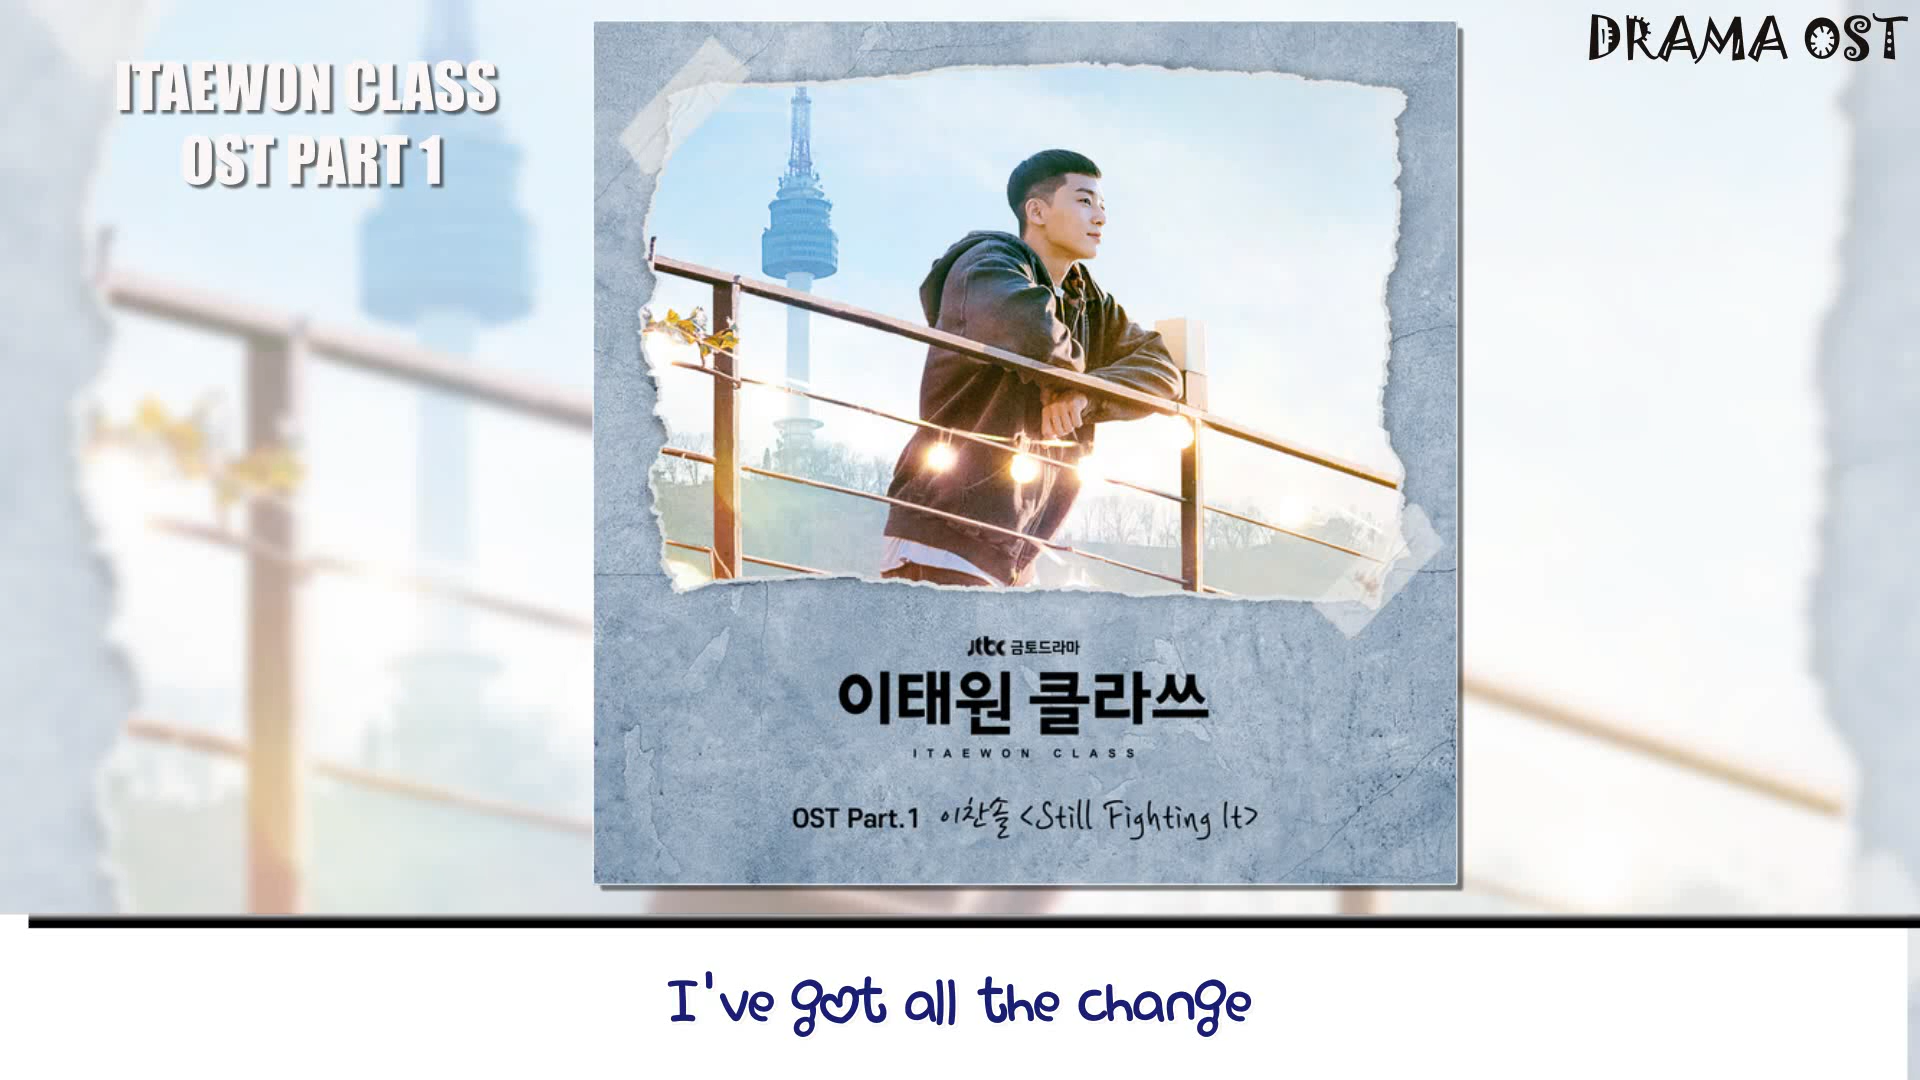 ITAEWON CLASS
OST PART 1
DRAMA OST
jtbc 금토드라마
이태원 클라쓰
ITAEWON CLASS
OST Part.1 이찬솔 <Still Fighting It>
I've got all the change